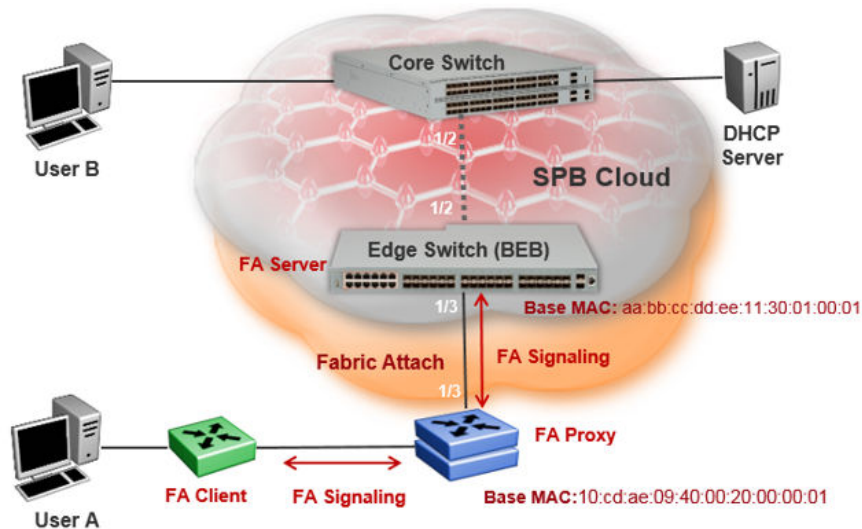 Core Switch
User B
DHCP
Server
1/2
SPB Cloud
1/2
Edge Switch (BEB)
FA Server
1/3
Base MAC: aa:bb:cc:dd:ee:11:30:01:00:01
Fabric Attach
FA Signaling
1/3
FA Proxy
FA Client
FA Signaling
Base MAC:10:cd:ae:09:40:00:20:00:00:01
User A